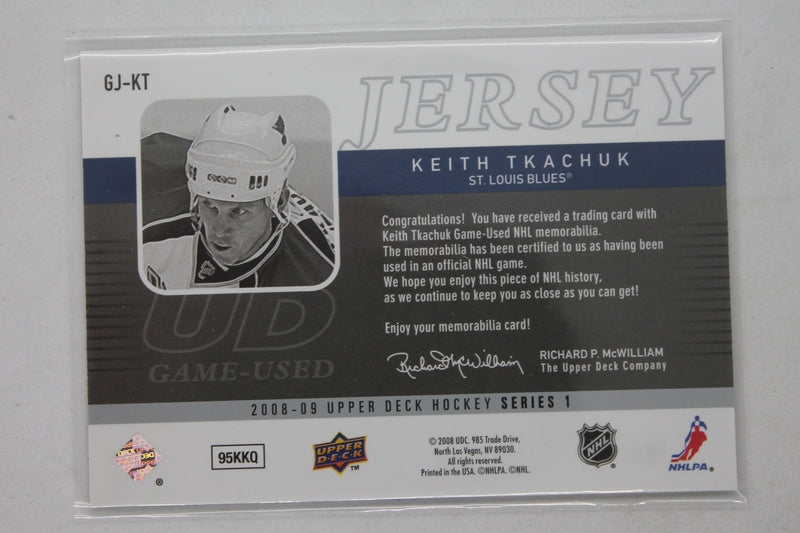 GJ-KT
JERSEY
KEITH TKACHUK
ST. LOUIS BLUES®
Congratulations! You have received a trading card with
Keith Tkachuk Game-Used NHL memorabilia.
The memorabilia has been certified to us as having been
used in an official NHL game.
We hope you enjoy this piece of NHL history,
as we continue to keep you as close as you can get!
Enjoy your memorabilia card!
UD
GAME-USED
Richard McWilliam
RICHARD P. McWILLIAM
The Upper Deck Company
2008-09 UPPER DECK HOCKEY SERIES 1
95KKQ
UPPER
DECK
TM
© 2008 UDC. 985 Trade Drive,
North Las Vegas, NV 89030.
All rights reserved.
Printed in the USA. ©NHLPA. ©NHL.
NHL
NHLPA®